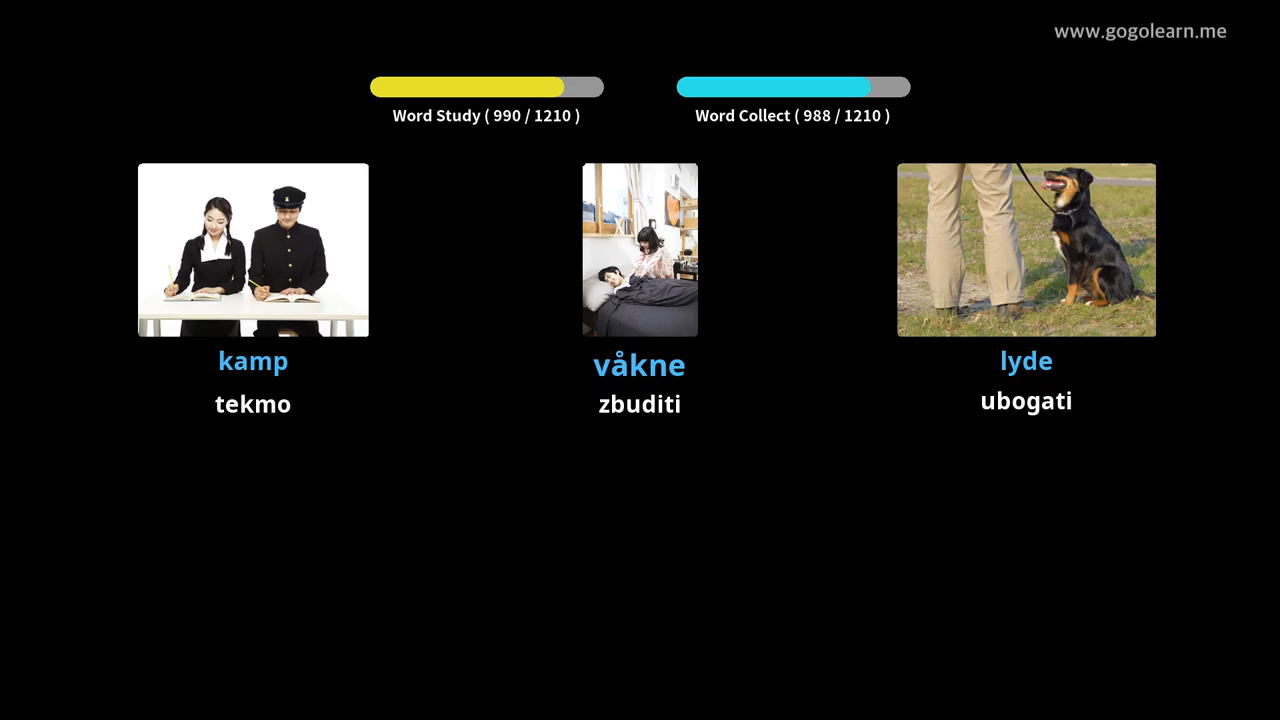 www.gogolearn.me
Word Study ( 990 / 1210 )
Word Collect ( 988 / 1210 )
kamp
tekmo
våkne
zbuditi
lyde
ubogati